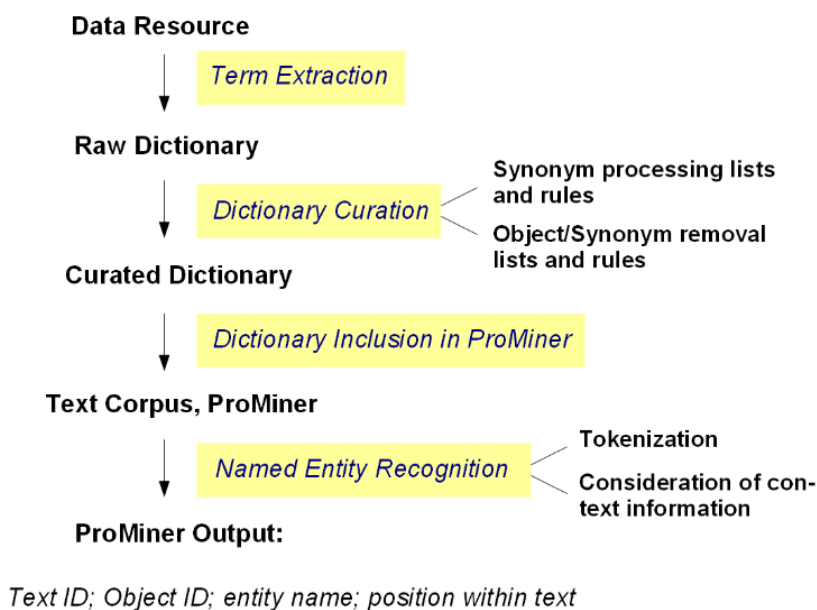 Data Resource
Term Extraction
Raw Dictionary
Synonym processing lists
and rules
Dictionary Curation
Object/Synonym removal
lists and rules
Curated Dictionary
Dictionary Inclusion in ProMiner
Text Corpus, ProMiner
Tokenization
Named Entity Recognition
Consideration of con-
text information
ProMiner Output:
Text ID; Object ID; entity name; position within text